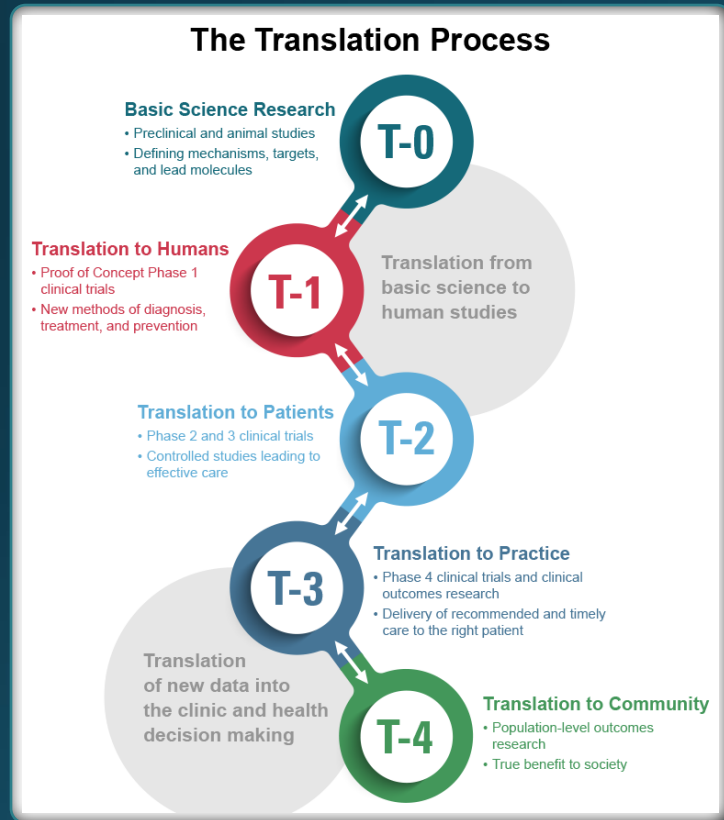 The Translation Process
T-0
Basic Science Research
• Preclinical and animal studies
• Defining mechanisms, targets,
and lead molecules
T-1
Translation to Humans
• Proof of Concept Phase 1
clinical trials
• New methods of diagnosis,
treatment, and prevention
Translation from
basic science to
human studies
T-2
Translation to Patients
• Phase 2 and 3 clinical trials
• Controlled studies leading to
effective care
T-3
Translation to Practice
• Phase 4 clinical trials and clinical
outcomes research
• Delivery of recommended and timely
care to the right patient
Translation
of new data into
the clinic and health
decision making
T-4
Translation to Community
• Population-level outcomes
research
• True benefit to society